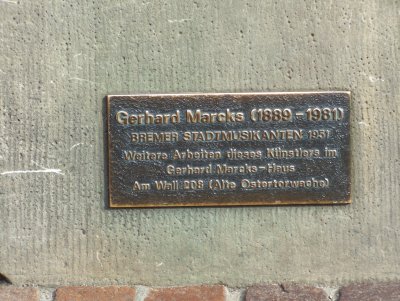 Gerhard Marcks (1889-1981)
BREMER STADTMUSIKANTEN 1951
Weitere Arbeiten dieses Künstlers im
Gerhard Marcks-Haus
Am Wall 208 (Alte Ostertorwache)